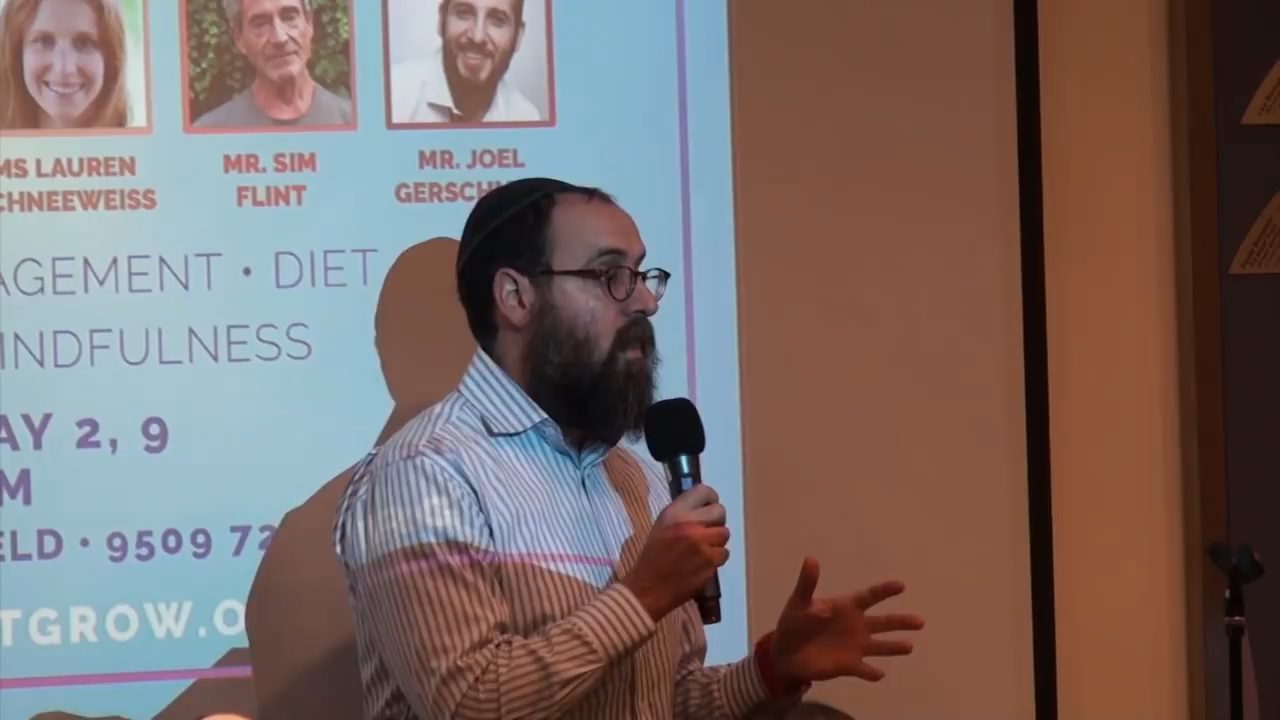 MS LAUREN
CHNEEWEISS
MR. SIM
FLINT
MR. JOEL
GERSCH
AGEMENT • DIET
INDFULNESS
AY 2, 9
M
ELD • 9509 72
TGROW.O